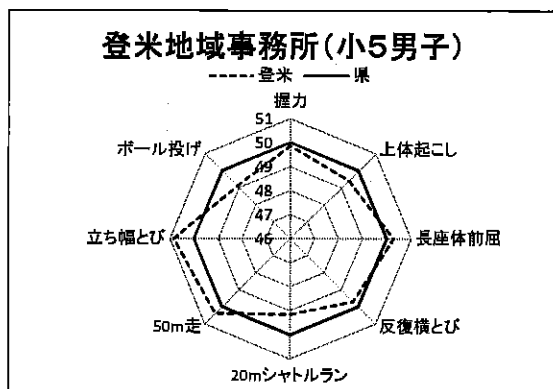 登米地域事務所(小5男子)
登米 県
握力
上体起こし
長座体前屈
反復横とび
20mシャトルラン
50m走
立ち幅とび
ボール投げ
51
50
49
48
47
46